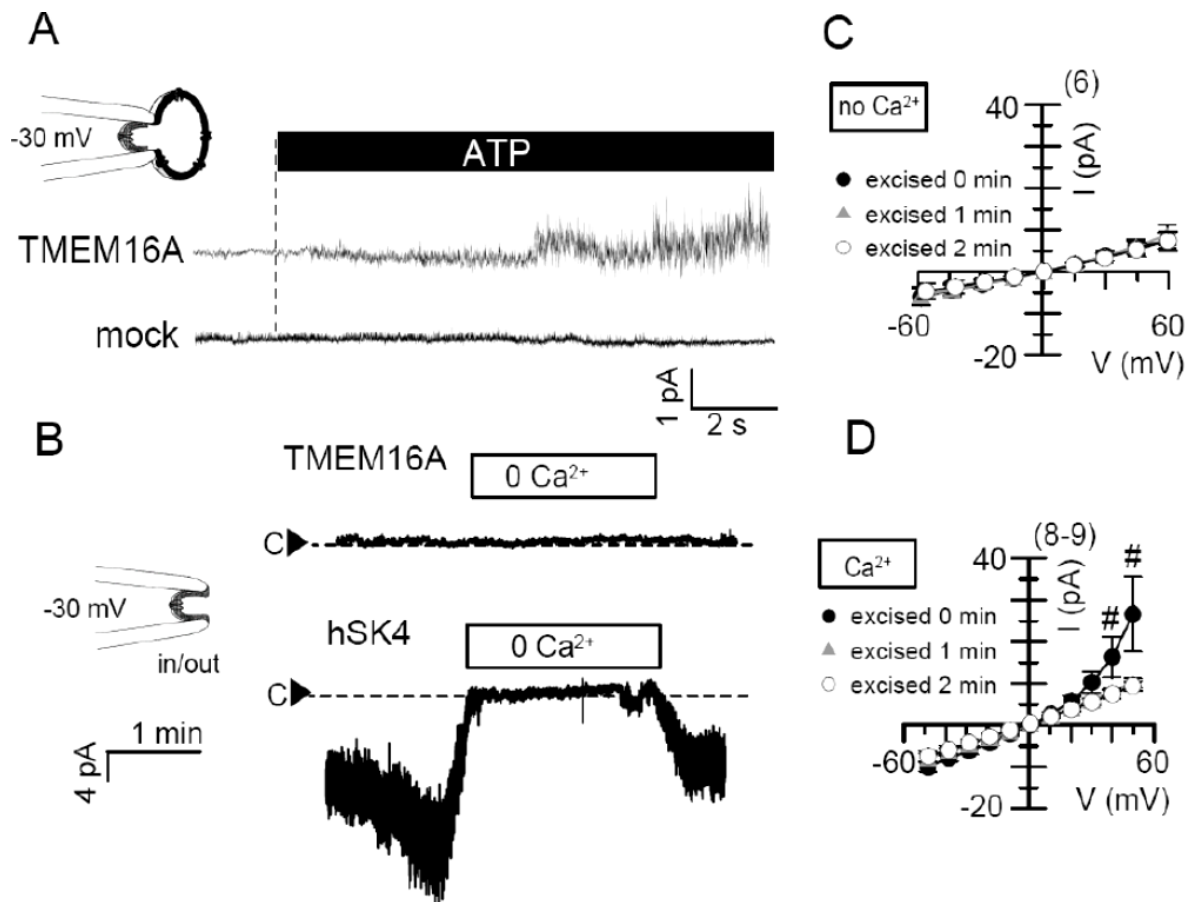 A
-30 mV
ATP
TMEM16A
mock
1 pA
2 s
B
TMEM16A
0 Ca²⁺
C
-30 mV
in/out
hSK4
0 Ca²⁺
C
1 min
4 pA
C
(6)
no Ca²⁺
40
I (pA)
excised 0 min
excised 1 min
excised 2 min
-60
60
-20
V (mV)
D
(8-9)
Ca²⁺
40
I (pA)
#
#
excised 0 min
excised 1 min
excised 2 min
-60
60
-20
V (mV)